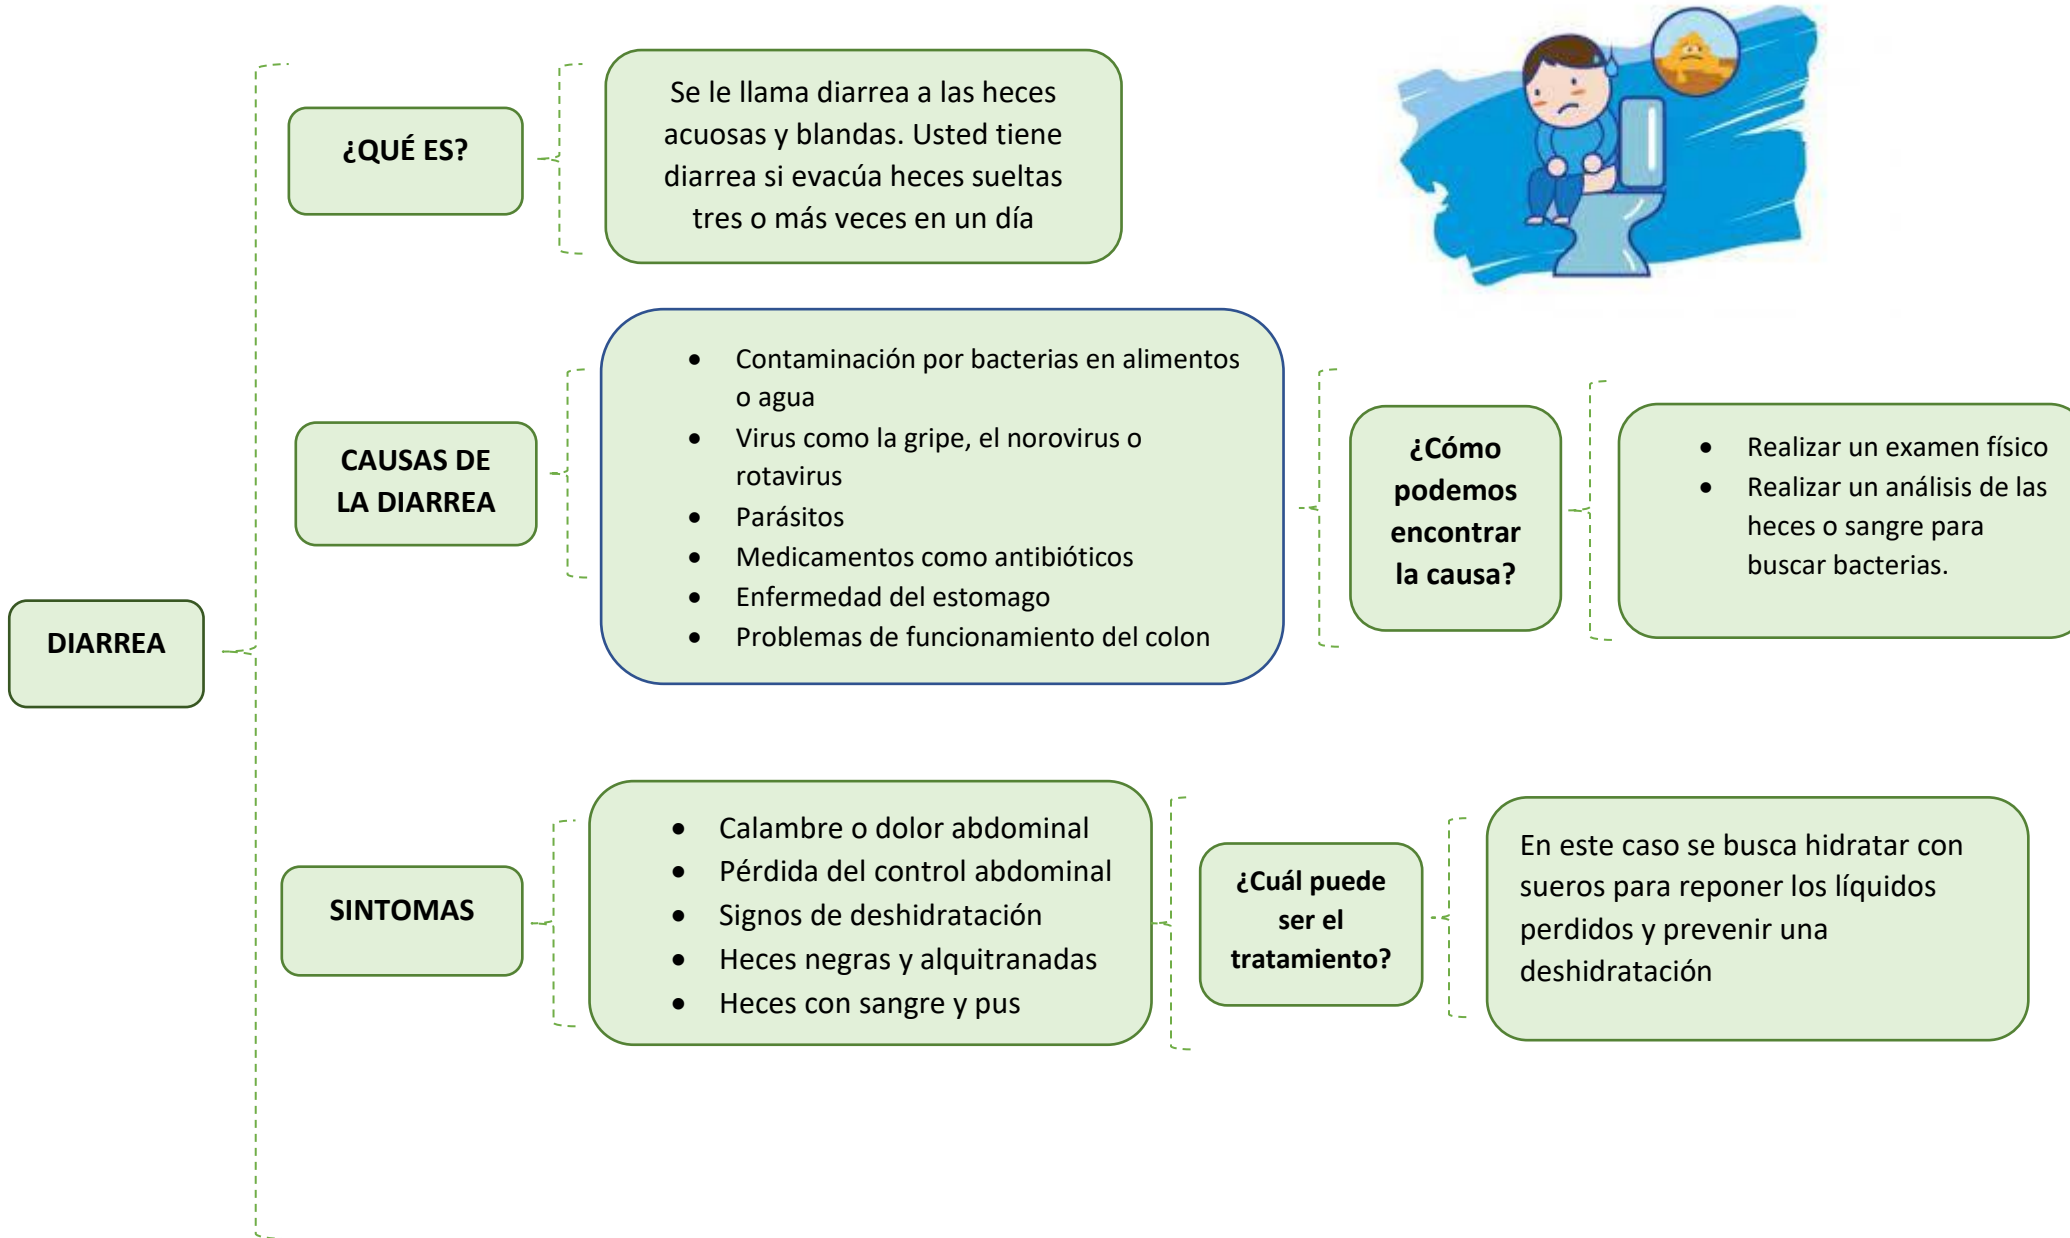 ¿QUÉ ES?
Se le llama diarrea a las heces
acuosas y blandas. Usted tiene
diarrea si evacúa heces sueltas
tres o más veces en un día
CAUSAS DE
LA DIARREA
• Contaminación por bacterias en alimentos
o agua
• Virus como la gripe, el norovirus o
rotavirus
• Parásitos
• Medicamentos como antibióticos
• Enfermedad del estomago
• Problemas de funcionamiento del colon
¿Cómo
podemos
encontrar
la causa?
• Realizar un examen físico
• Realizar un análisis de las
heces o sangre para
buscar bacterias.
DIARREA
SINTOMAS
• Calambre o dolor abdominal
• Pérdida del control abdominal
• Signos de deshidratación
• Heces negras y alquitranadas
• Heces con sangre y pus
¿Cuál puede
ser el
tratamiento?
En este caso se busca hidratar con
sueros para reponer los líquidos
perdidos y prevenir una
deshidratación